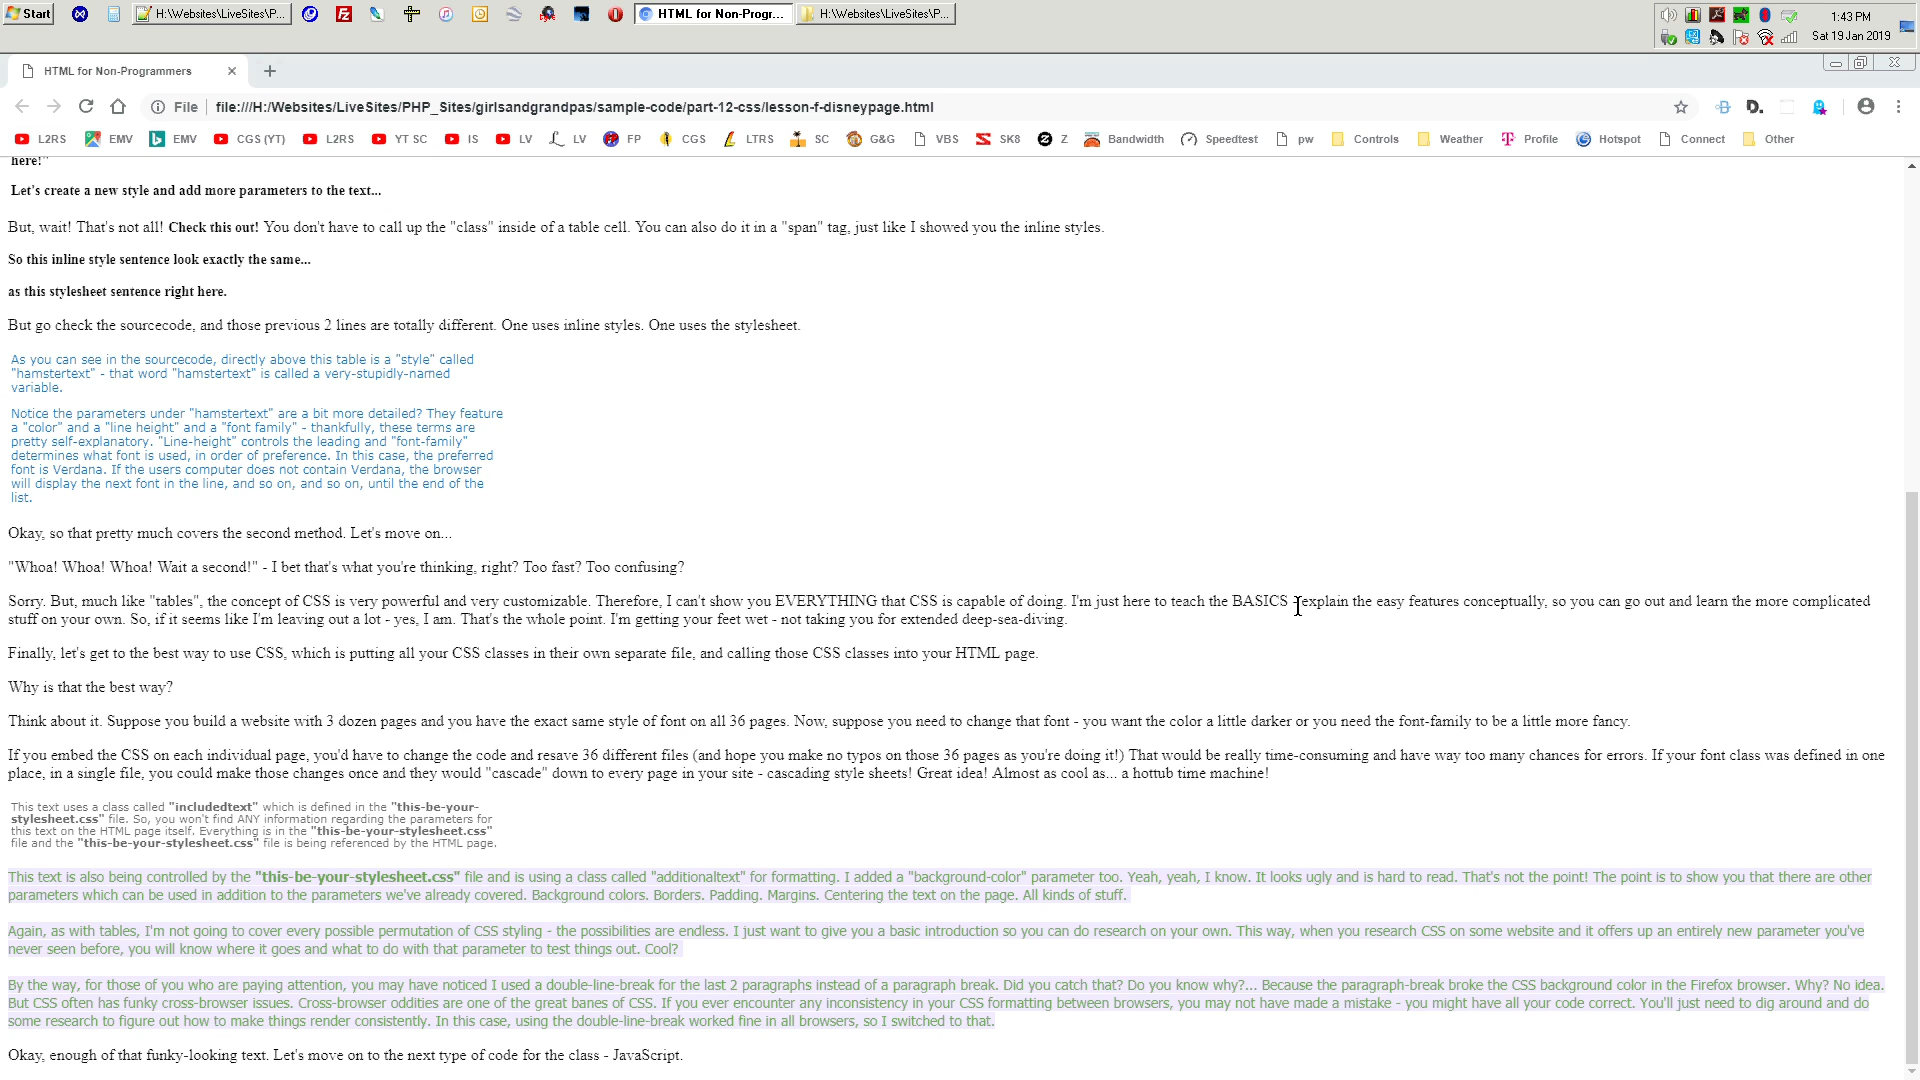 Start
H:\Websites\LiveSites\P...
HTML for Non-Progr...
H:\Websites\LiveSites\P...
1:43 PM
Sat 19 Jan 2019
HTML for Non-Programmers
File
file:///H:/Websites/LiveSites/PHP_Sites/girlsandgrandpas/sample-code/part-12-css/lesson-f-disneypage.html
L2RS EMV EMV CGS (YT) L2RS YT SC IS LV LV FP CGS LTRS SC G&G VBS SK8 Z Bandwidth Speedtest pw Controls Weather Profile Hotspot Connect Other
here!"
Let's create a new style and add more parameters to the text...
But, wait! That's not all! Check this out! You don't have to call up the "class" inside of a table cell. You can also do it in a "span" tag, just like I showed you the inline styles.
So this inline style sentence look exactly the same...
as this stylesheet sentence right here.
But go check the sourcecode, and those previous 2 lines are totally different. One uses inline styles. One uses the stylesheet.
As you can see in the sourcecode, directly above this table is a "style" called
"hamstertext" - that word "hamstertext" is called a very-stupidly-named
variable.
Notice the parameters under "hamstertext" are a bit more detailed? They feature
a "color" and a "line height" and a "font family" - thankfully, these terms are
pretty self-explanatory. "Line-height" controls the leading and "font-family"
determines what font is used, in order of preference. In this case, the preferred
font is Verdana. If the users computer does not contain Verdana, the browser
will display the next font in the line, and so on, and so on, until the end of the
list.
Okay, so that pretty much covers the second method. Let's move on...
"Whoa! Whoa! Whoa! Wait a second!" - I bet that's what you're thinking, right? Too fast? Too confusing?
Sorry. But, much like "tables", the concept of CSS is very powerful and very customizable. Therefore, I can't show you EVERYTHING that CSS is capable of doing. I'm just here to teach the BASICS - explain the easy features conceptually, so you can go out and learn the more complicated
stuff on your own. So, if it seems like I'm leaving out a lot - yes, I am. That's the whole point. I'm getting your feet wet - not taking you for extended deep-sea-diving.
Finally, let's get to the best way to use CSS, which is putting all your CSS classes in their own separate file, and calling those CSS classes into your HTML page.
Why is that the best way?
Think about it. Suppose you build a website with 3 dozen pages and you have the exact same style of font on all 36 pages. Now, suppose you need to change that font - you want the color a little darker or you need the font-family to be a little more fancy.
If you embed the CSS on each individual page, you'd have to change the code and resave 36 different files (and hope you make no typos on those 36 pages as you're doing it!) That would be really time-consuming and have way too many chances for errors. If your font class was defined in one
place, in a single file, you could make those changes once and they would "cascade" down to every page in your site - cascading style sheets! Great idea! Almost as cool as... a hottub time machine!
This text uses a class called "includedtext" which is defined in the "this-be-your-
stylesheet.css" file. So, you won't find ANY information regarding the parameters for
this text on the HTML page itself. Everything is in the "this-be-your-stylesheet.css"
file and the "this-be-your-stylesheet.css" file is being referenced by the HTML page.
This text is also being controlled by the "this-be-your-stylesheet.css" file and is using a class called "additionaltext" for formatting. I added a "background-color" parameter too. Yeah, yeah, I know. It looks ugly and is hard to read. That's not the point! The point is to show you that there are other
parameters which can be used in addition to the parameters we've already covered. Background colors. Borders. Padding. Margins. Centering the text on the page. All kinds of stuff.
Again, as with tables, I'm not going to cover every possible permutation of CSS styling - the possibilities are endless. I just want to give you a basic introduction so you can do research on your own. This way, when you research CSS on some website and it offers up an entirely new parameter you've
never seen before, you will know where it goes and what to do with that parameter to test things out. Cool?
By the way, for those of you who are paying attention, you may have noticed I used a double-line-break for the last 2 paragraphs instead of a paragraph break. Did you catch that? Do you know why?... Because the paragraph-break broke the CSS background color in the Firefox browser. Why? No idea.
But CSS often has funky cross-browser issues. Cross-browser oddities are one of the great banes of CSS. If you ever encounter any inconsistency in your CSS formatting between browsers, you may not have made a mistake - you might have all your code correct. You'll just need to dig around and do
some research to figure out how to make things render consistently. In this case, using the double-line-break worked fine in all browsers, so I switched to that.
Okay, enough of that funky-looking text. Let's move on to the next type of code for the class - JavaScript.